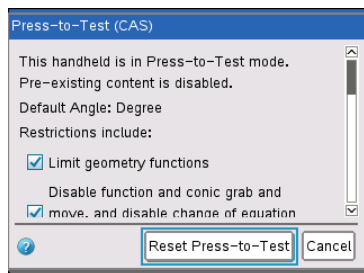 Press-to-Test (CAS)
This handheld is in Press-to-Test mode.
Pre-existing content is disabled.
Default Angle: Degree
Restrictions include:
Limit geometry functions
Disable function and conic grab and
move, and disable change of equation
Reset Press-to-Test
Cancel